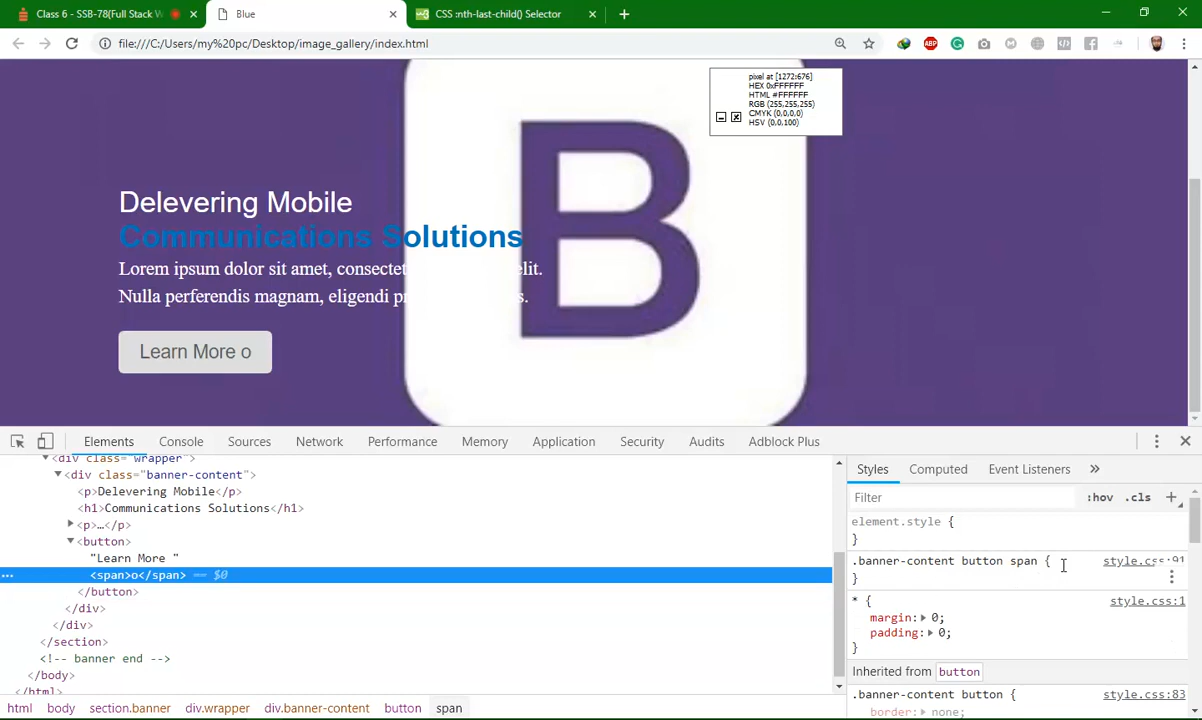 Class 6 - SSB-78(Full Stack W
Blue
CSS :nth-last-child() Selector
file:///C:/Users/my%20pc/Desktop/image_gallery/index.html
ABP
pixel at [1272:676]
HEX 0xFFFFFF
HTML #FFFFFF
RGB (255,255,255)
CMYK (0,0,0,0)
HSV (0,0,100)
B
Delevering Mobile
Communications Solutions
Lorem ipsum dolor sit amet, consectet elit.
Nulla perferendis magnam, eligendi pr s.
Learn More o
Elements Console Sources Network Performance Memory Application Security Audits Adblock Plus
<div class="wrapper">
<div class="banner-content">
<p>Delevering Mobile</p>
<h1>Communications Solutions</h1>
<p>…</p>
<button>
"Learn More "
<span>o</span> == $0
</button>
</div>
</div>
</section>
<!-- banner end -->
</body>
</html>
html body section.banner div.wrapper div.banner-content button span
Styles Computed Event Listeners »
Filter :hov .cls +
element.style {
}
.banner-content button span { style.css:91
}
* { style.css:1
margin: 0;
padding: 0;
}
Inherited from button
.banner-content button { style.css:83
border: none;